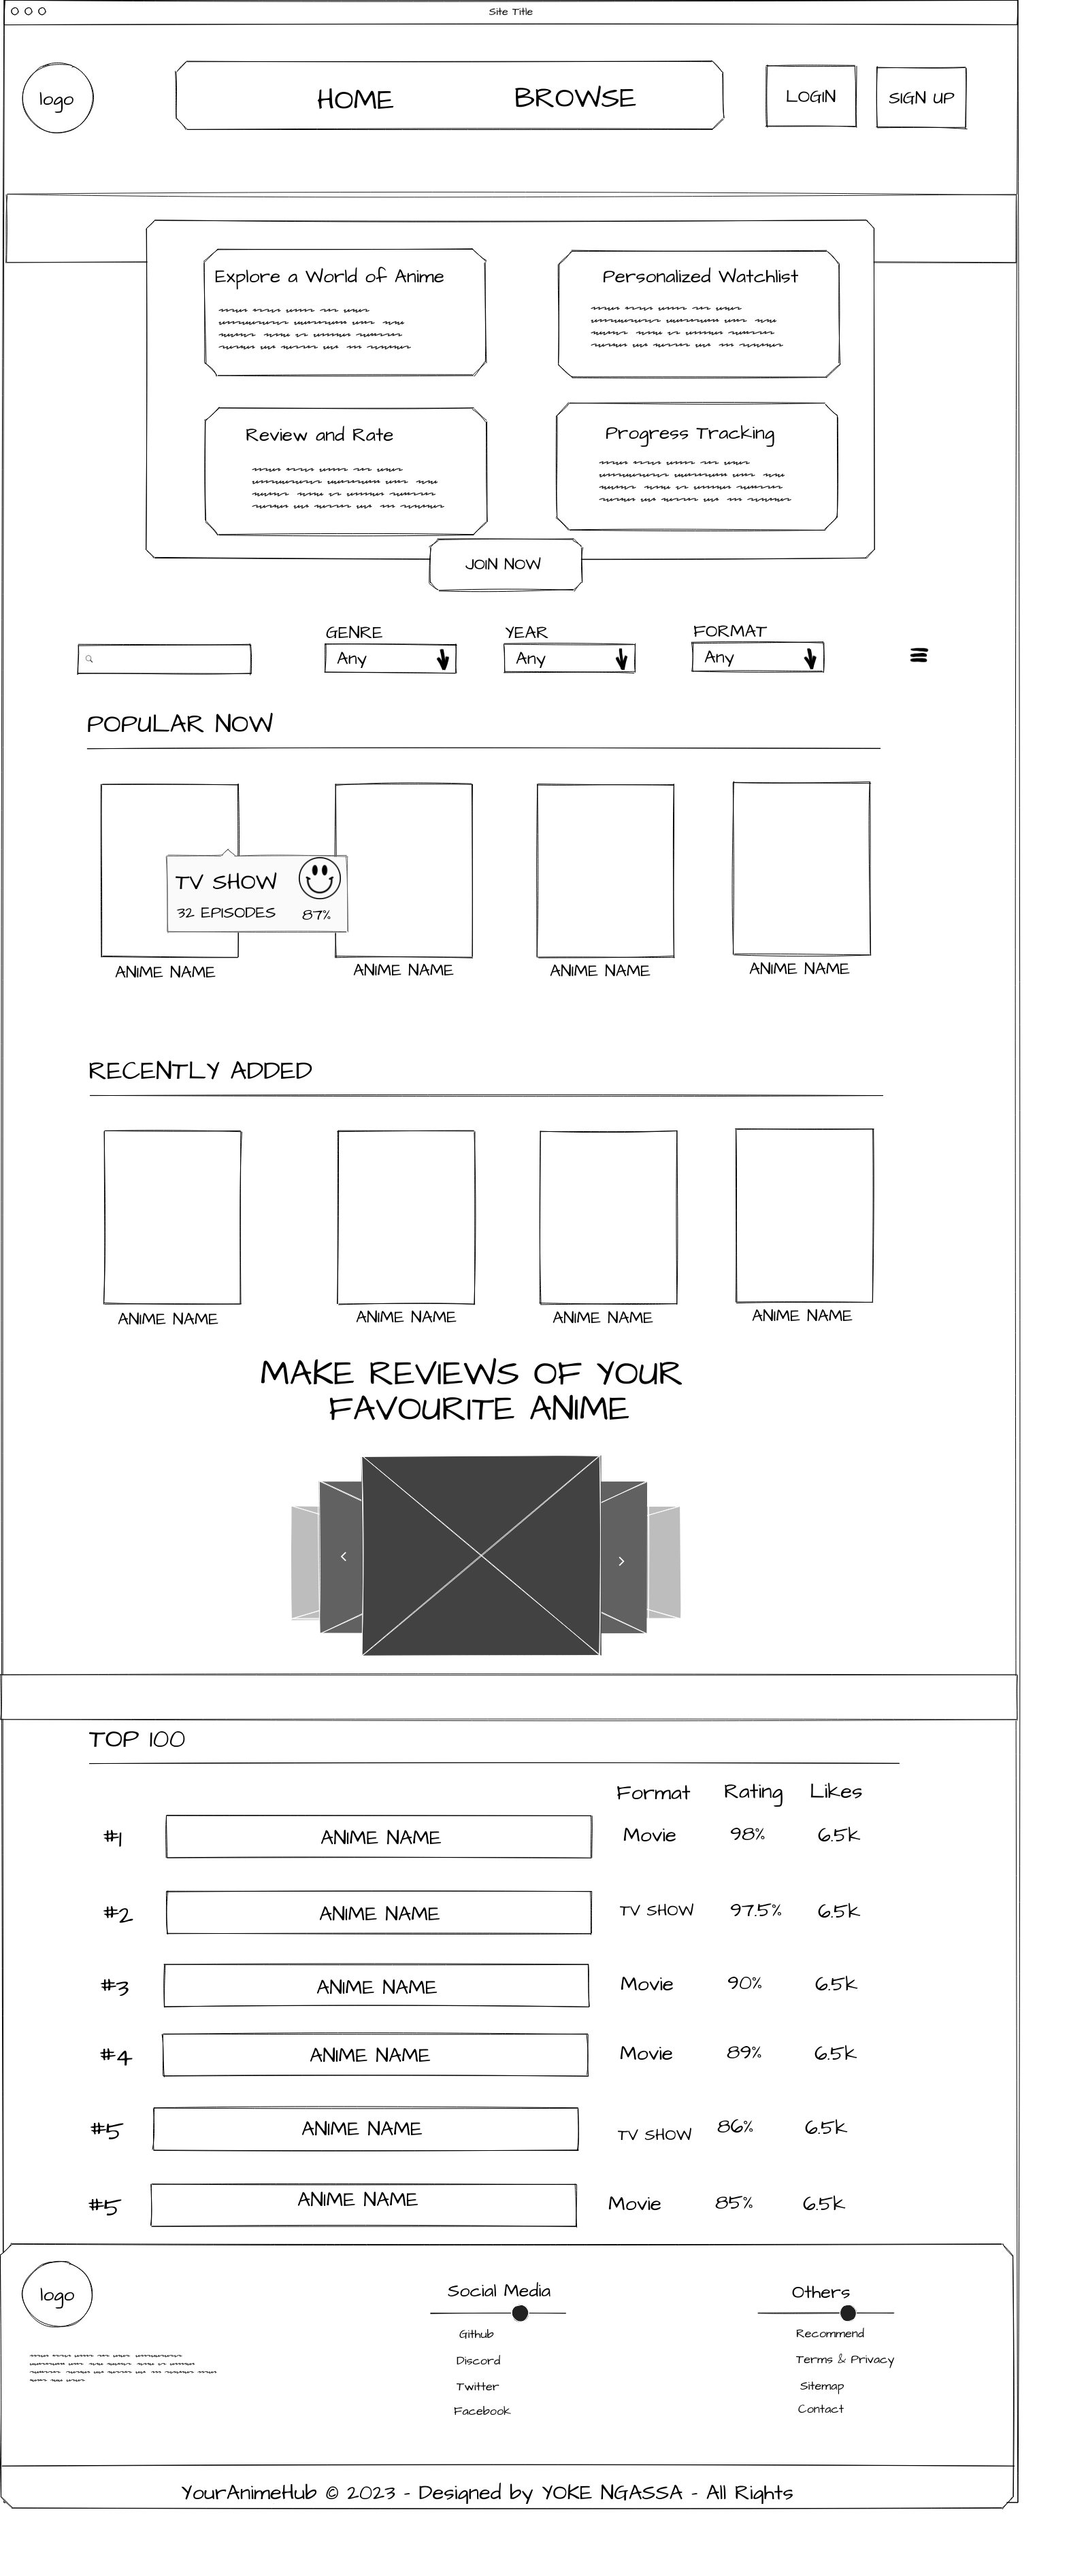 Site Title
logo
HOME
BROWSE
LOGIN
SIGN UP
Explore a World of Anime
Personalized Watchlist
Review and Rate
Progress Tracking
JOIN NOW
GENRE
YEAR
FORMAT
Any
Any
Any
POPULAR NOW
TV SHOW
32 EPISODES
87%
ANIME NAME
ANIME NAME
ANIME NAME
ANIME NAME
RECENTLY ADDED
ANIME NAME
ANIME NAME
ANIME NAME
ANIME NAME
MAKE REVIEWS OF YOUR
FAVOURITE ANIME
TOP 100
Format Rating Likes
#1 ANIME NAME Movie 98% 6.5k
#2 ANIME NAME TV SHOW 97.5% 6.5k
#3 ANIME NAME Movie 90% 6.5k
#4 ANIME NAME Movie 89% 6.5k
#5 ANIME NAME TV SHOW 86% 6.5k
#5 ANIME NAME Movie 85% 6.5k
logo
Social Media
Github
Discord
Twitter
Facebook
Others
Recommend
Terms & Privacy
Sitemap
Contact
YourAnimeHub © 2023 - Designed by YOKE NGASSA - All Rights